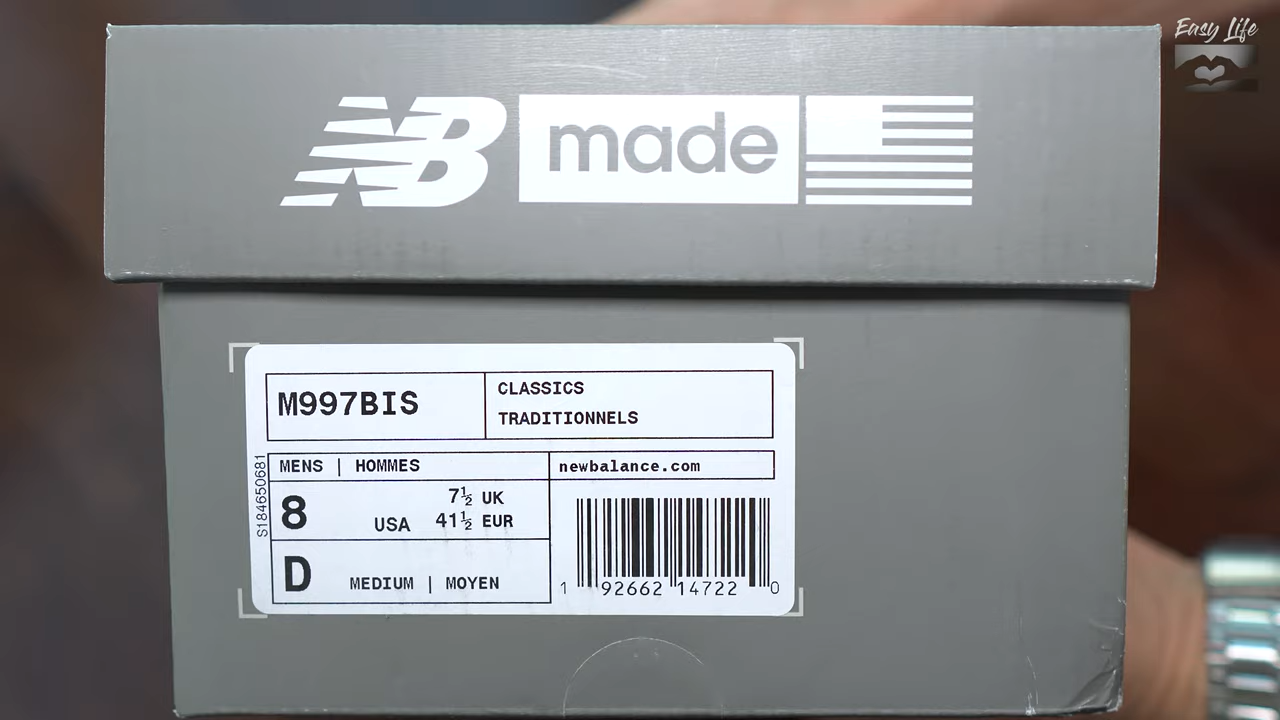 Easy Life
NB made
M997BIS
CLASSICS
TRADITIONNELS
MENS | HOMMES
newbalance.com
S184650681
8 USA 7½ UK
41½ EUR
D MEDIUM | MOYEN
1 92662 14722 0